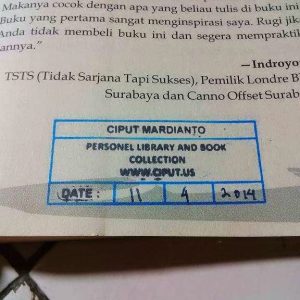 Makanya cocok dengan apa yang beliau tulis di buku ini
Buku yang pertama sangat menginspirasi saya. Rugi jika
Anda tidak membeli buku ini dan segera mempraktik
annya."
—Indroyo
TSTS (Tidak Sarjana Tapi Sukses), Pemilik Londre B
Surabaya dan Canno Offset Surab
CIPUT MARDIANTO
PERSONEL LIBRARY AND BOOK
COLLECTION
WWW.CIPUT.US
DATE : 11 4 2014